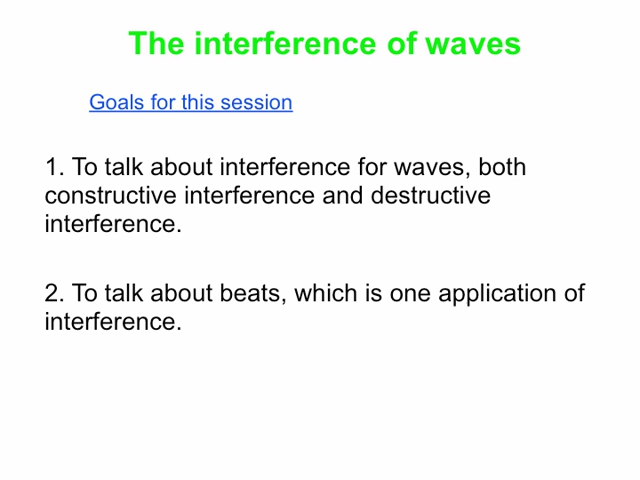 The interference of waves
Goals for this session
1. To talk about interference for waves, both
constructive interference and destructive
interference.
2. To talk about beats, which is one application of
interference.